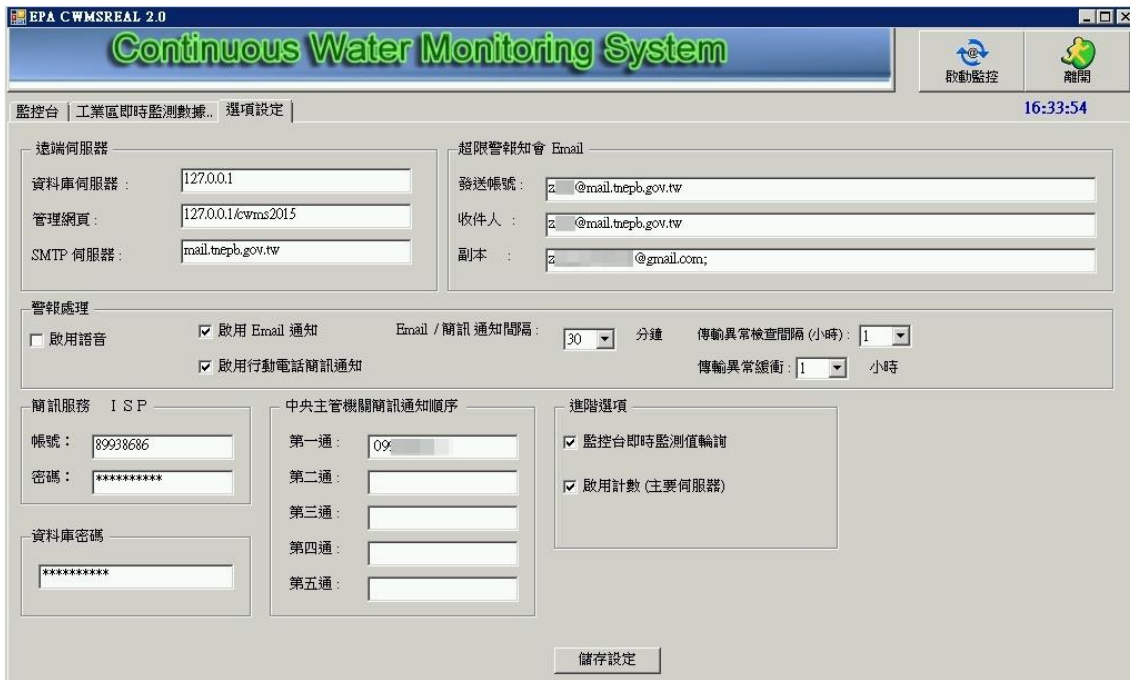 EPA CWMSREAL 2.0
Continuous Water Monitoring System
啟動監控
離開
監控台
工業區即時監測數據..
選項設定
16:33:54
遠端伺服器
資料庫伺服器 : 127.0.0.1
管理網頁 : 127.0.0.1/cwms2015
SMTP 伺服器 : mail.tnepb.gov.tw
超限警報知會 Email
發送帳號 : z @mail.tnepb.gov.tw
收件人 : z @mail.tnepb.gov.tw
副本 : z @gmail.com;
警報處理
啟用語音
啟用 Email 通知
Email / 簡訊 通知間隔 : 30 分鐘
傳輸異常檢查間隔 (小時) : 1
啟用行動電話簡訊通知
傳輸異常緩衝 : 1 小時
簡訊服務 ISP
帳號： 89938686
密碼： **********
資料庫密碼
**********
中央主管機關簡訊通知順序
第一通 : 09
第二通 :
第三通 :
第四通 :
第五通 :
進階選項
監控台即時監測值輪詢
啟用計數 (主要伺服器)
儲存設定